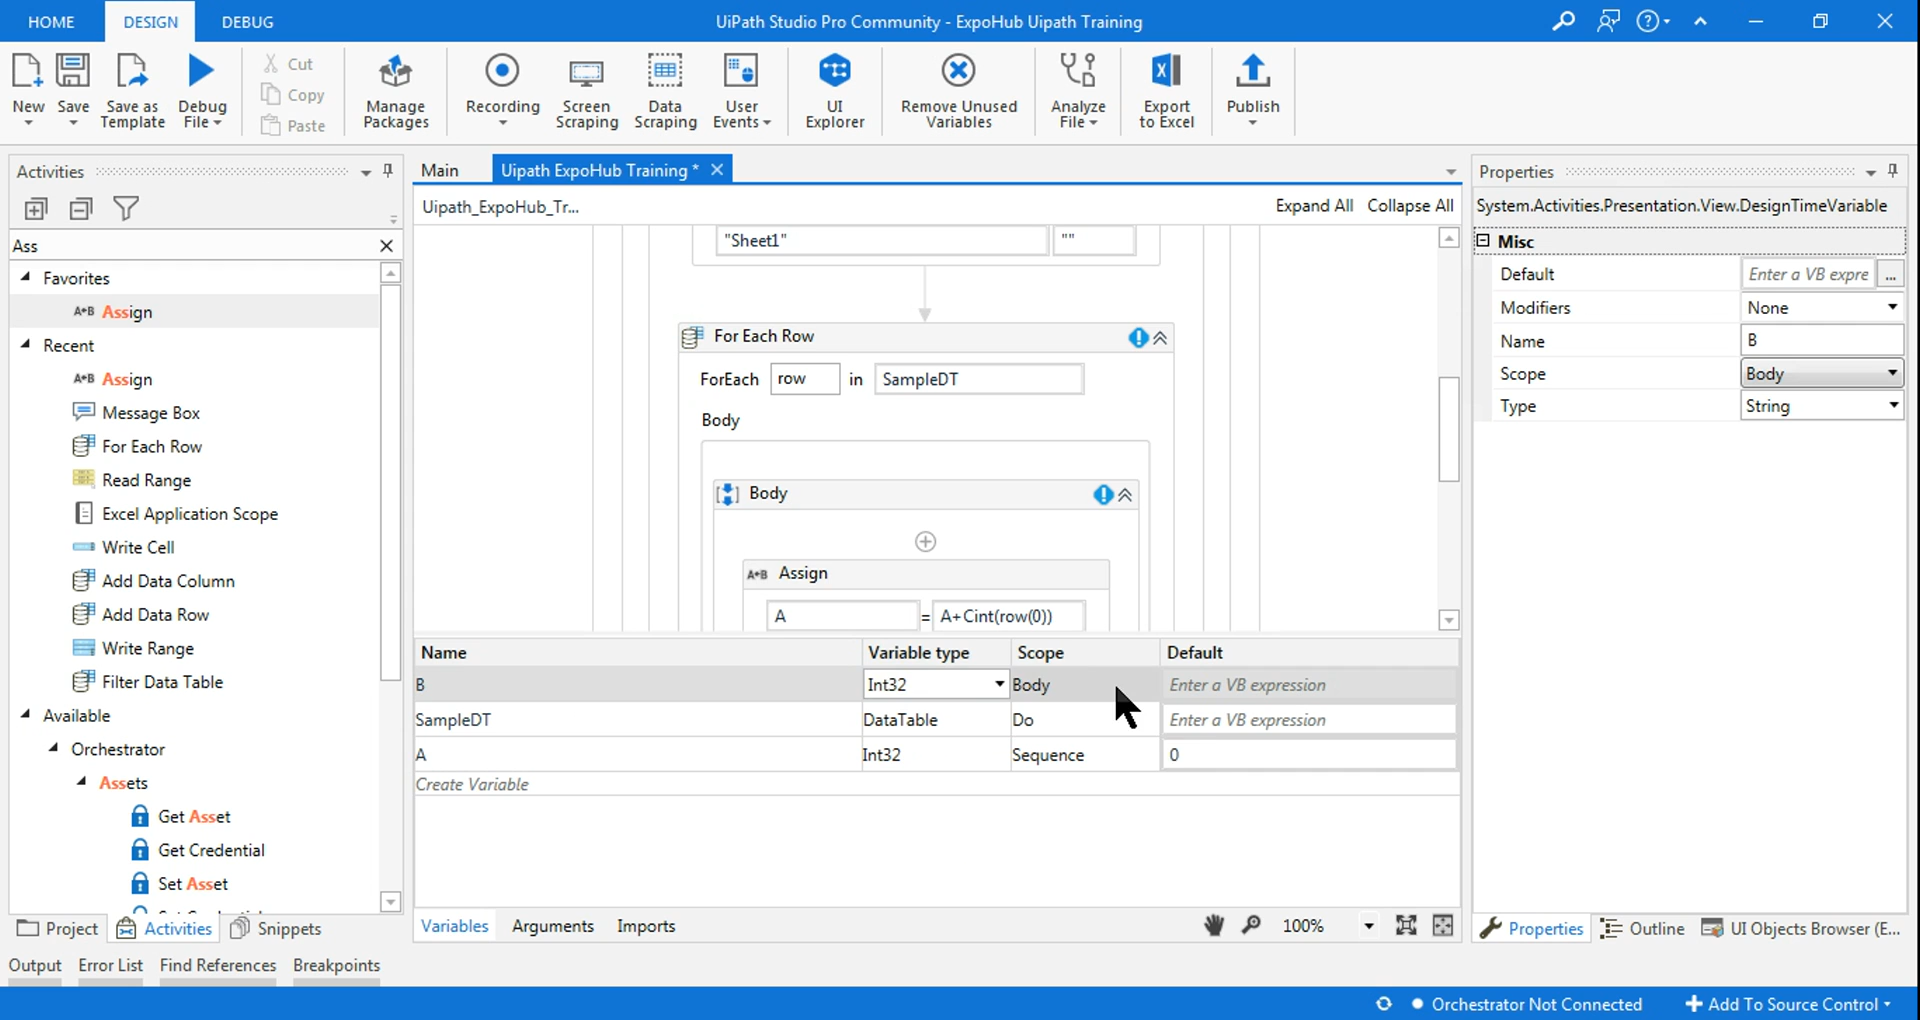 HOME DESIGN DEBUG UiPath Studio Pro Community - ExpoHub Uipath Training
New Save Save as Template Debug File
Cut
Copy
Paste
Manage Packages Recording Screen Scraping Data Scraping User Events UI Explorer Remove Unused Variables Analyze File Export to Excel Publish
Activities
Ass
Favorites
Assign
Recent
Assign
Message Box
For Each Row
Read Range
Excel Application Scope
Write Cell
Add Data Column
Add Data Row
Write Range
Filter Data Table
Available
Orchestrator
Assets
Get Asset
Get Credential
Set Asset
Project Activities Snippets
Main Uipath ExpoHub Training *
Uipath_ExpoHub_Tr... Expand All Collapse All
"Sheet1" ""
For Each Row
ForEach row in SampleDT
Body
Body
A+B Assign
A = A+Cint(row(0))
Name Variable type Scope Default
B Int32 Body Enter a VB expression
SampleDT DataTable Do Enter a VB expression
A Int32 Sequence 0
Create Variable
Variables Arguments Imports 100%
Properties
System.Activities.Presentation.View.DesignTimeVariable
Misc
Default Enter a VB expre ...
Modifiers None
Name B
Scope Body
Type String
Properties Outline UI Objects Browser (E...
Output Error List Find References Breakpoints
Orchestrator Not Connected Add To Source Control